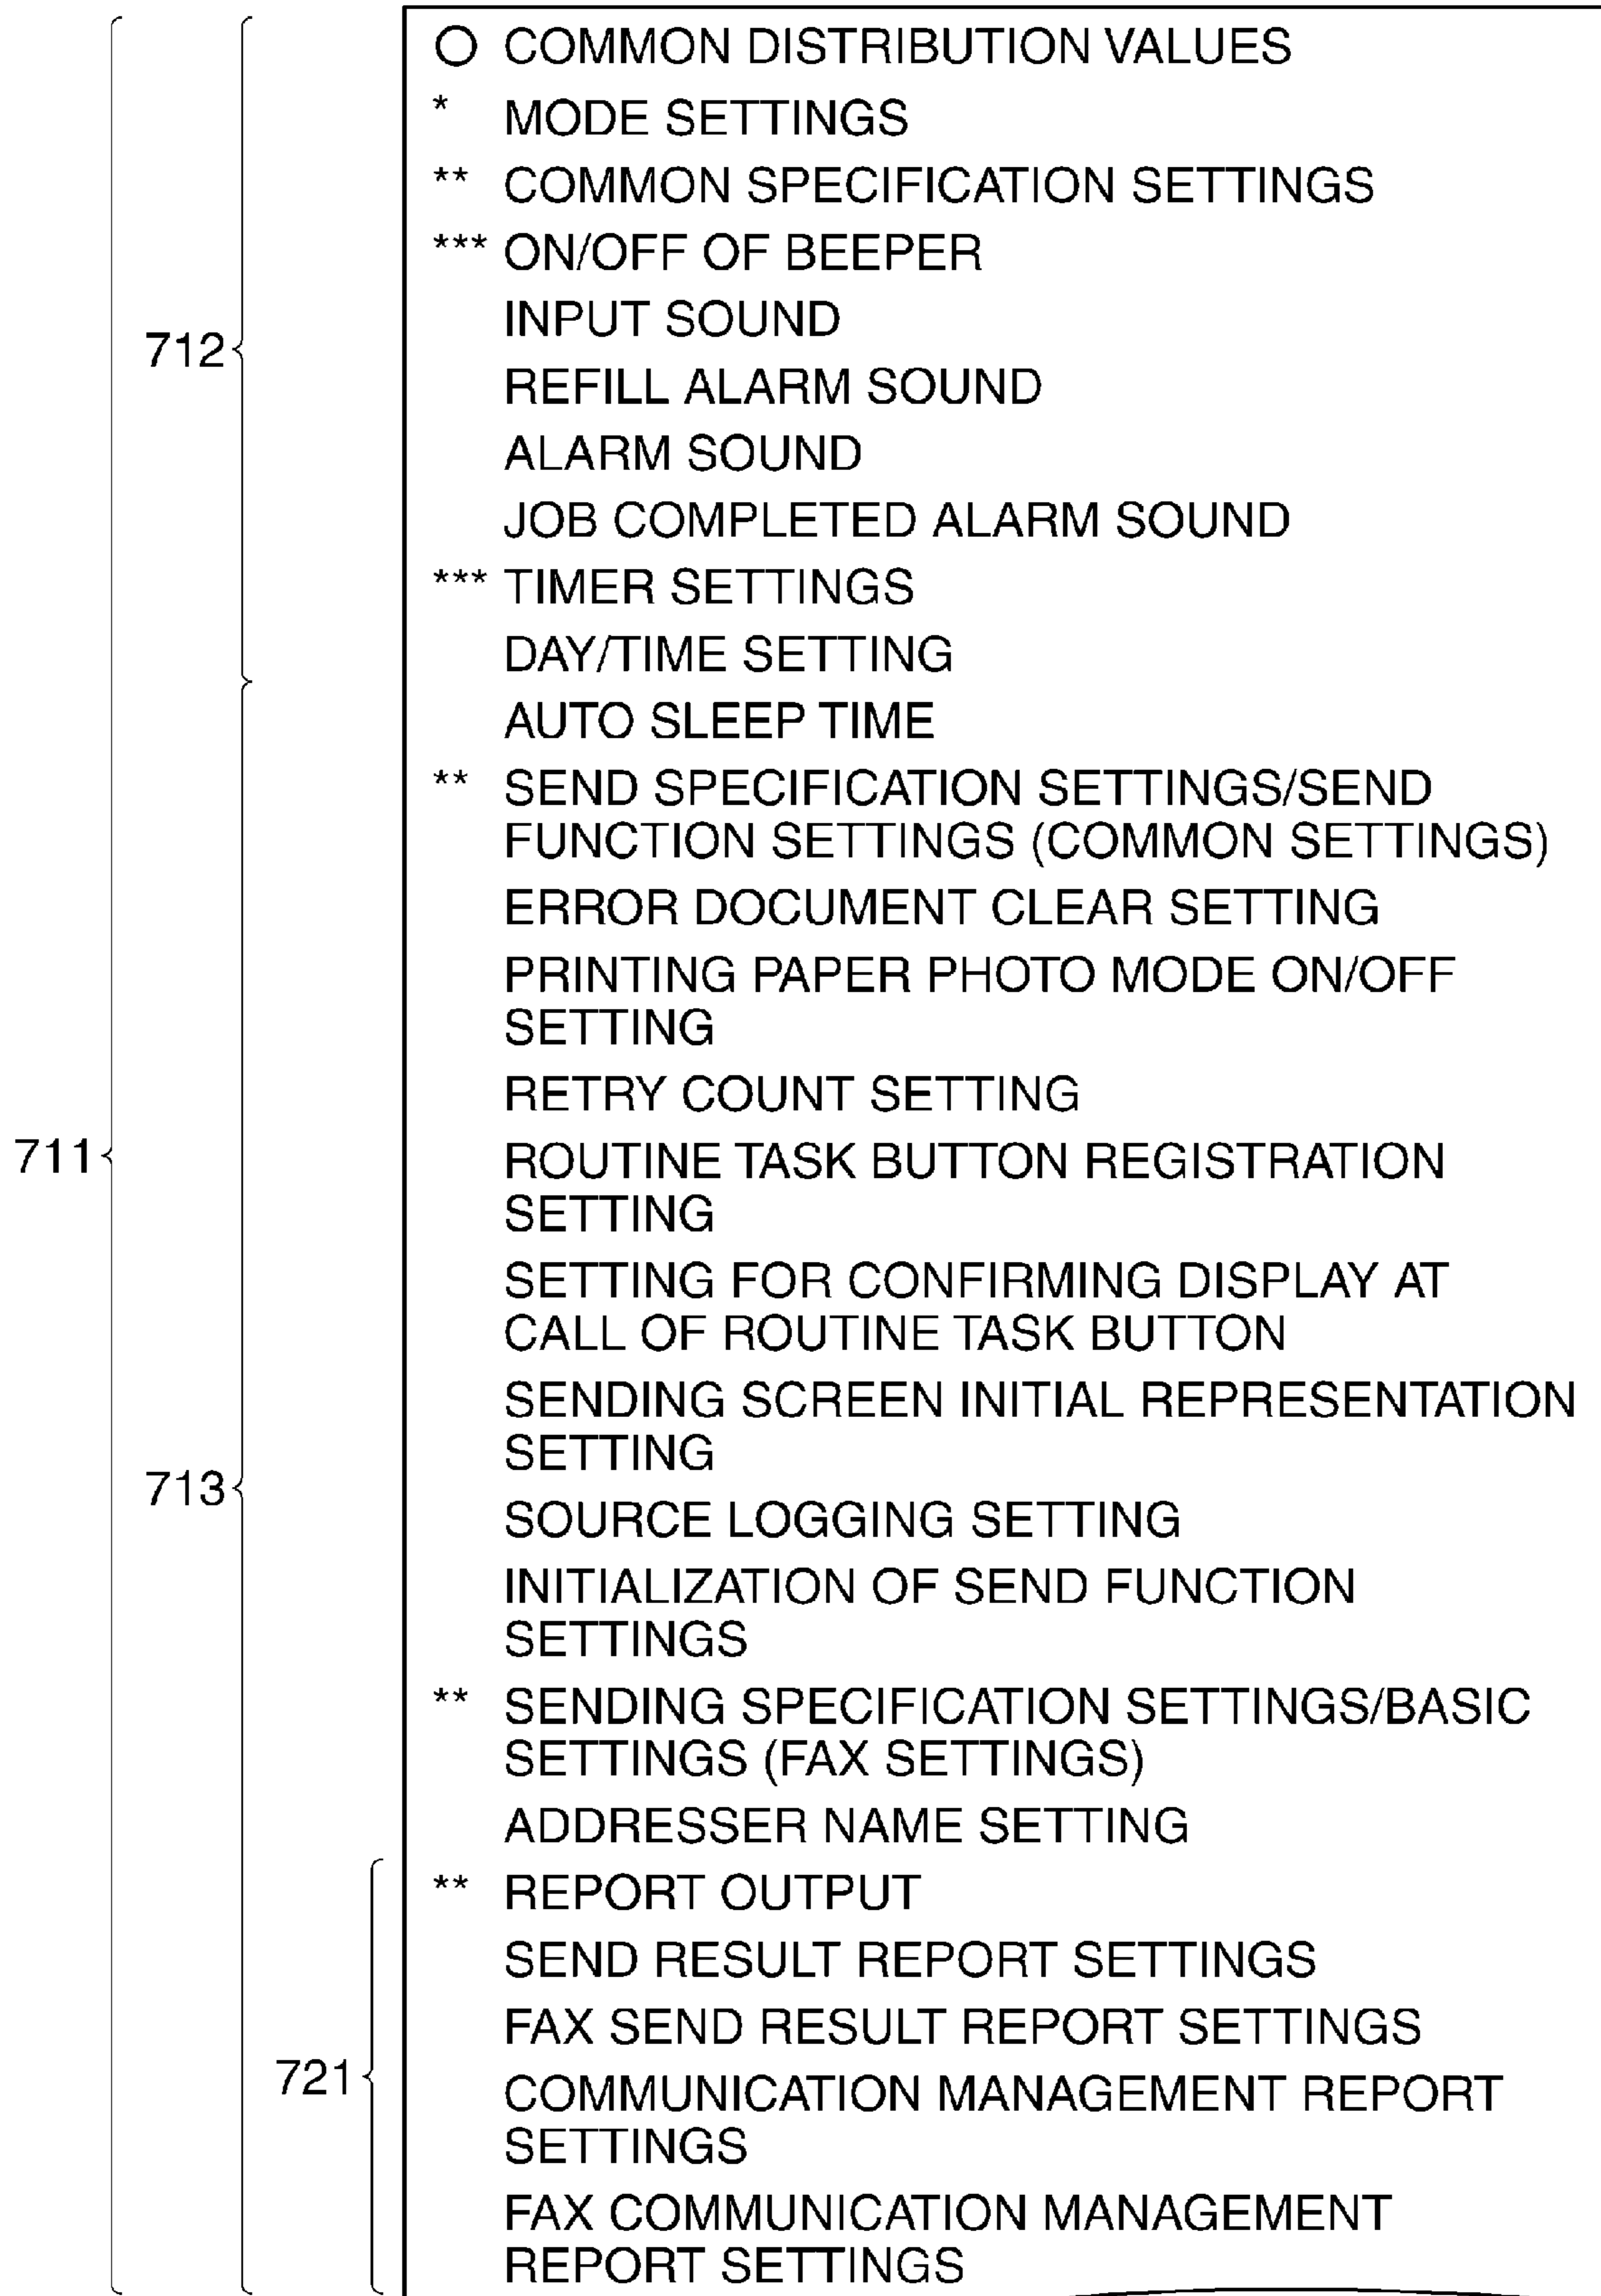 ○ COMMON DISTRIBUTION VALUES
* MODE SETTINGS
** COMMON SPECIFICATION SETTINGS
*** ON/OFF OF BEEPER
INPUT SOUND
712
REFILL ALARM SOUND
ALARM SOUND
JOB COMPLETED ALARM SOUND
*** TIMER SETTINGS
DAY/TIME SETTING
AUTO SLEEP TIME
** SEND SPECIFICATION SETTINGS/SEND
FUNCTION SETTINGS (COMMON SETTINGS)
ERROR DOCUMENT CLEAR SETTING
PRINTING PAPER PHOTO MODE ON/OFF
SETTING
RETRY COUNT SETTING
711
ROUTINE TASK BUTTON REGISTRATION
SETTING
SETTING FOR CONFIRMING DISPLAY AT
CALL OF ROUTINE TASK BUTTON
SENDING SCREEN INITIAL REPRESENTATION
SETTING
713
SOURCE LOGGING SETTING
INITIALIZATION OF SEND FUNCTION
SETTINGS
** SENDING SPECIFICATION SETTINGS/BASIC
SETTINGS (FAX SETTINGS)
ADDRESSER NAME SETTING
** REPORT OUTPUT
SEND RESULT REPORT SETTINGS
FAX SEND RESULT REPORT SETTINGS
721
COMMUNICATION MANAGEMENT REPORT
SETTINGS
FAX COMMUNICATION MANAGEMENT
REPORT SETTINGS